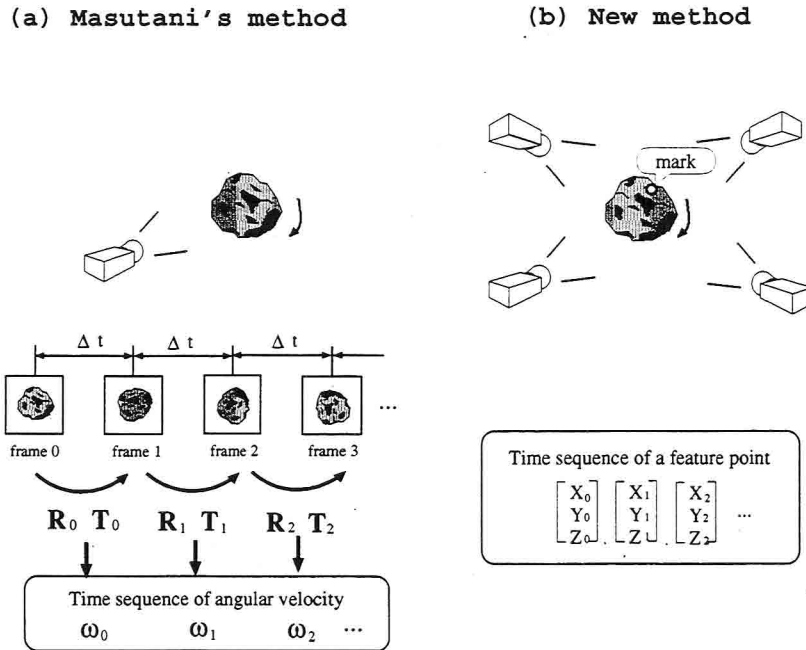 (a) Masutani's method
Δ t Δ t Δ t
frame 0 frame 1 frame 2 frame 3 ...
R₀ T₀ R₁ T₁ R₂ T₂
Time sequence of angular velocity
ω₀ ω₁ ω₂ ...
(b) New method
mark
Time sequence of a feature point
X₀ X₁ X₂
Y₀ Y₁ Y₂ ...
Z₀ , Z₁ , Z₂